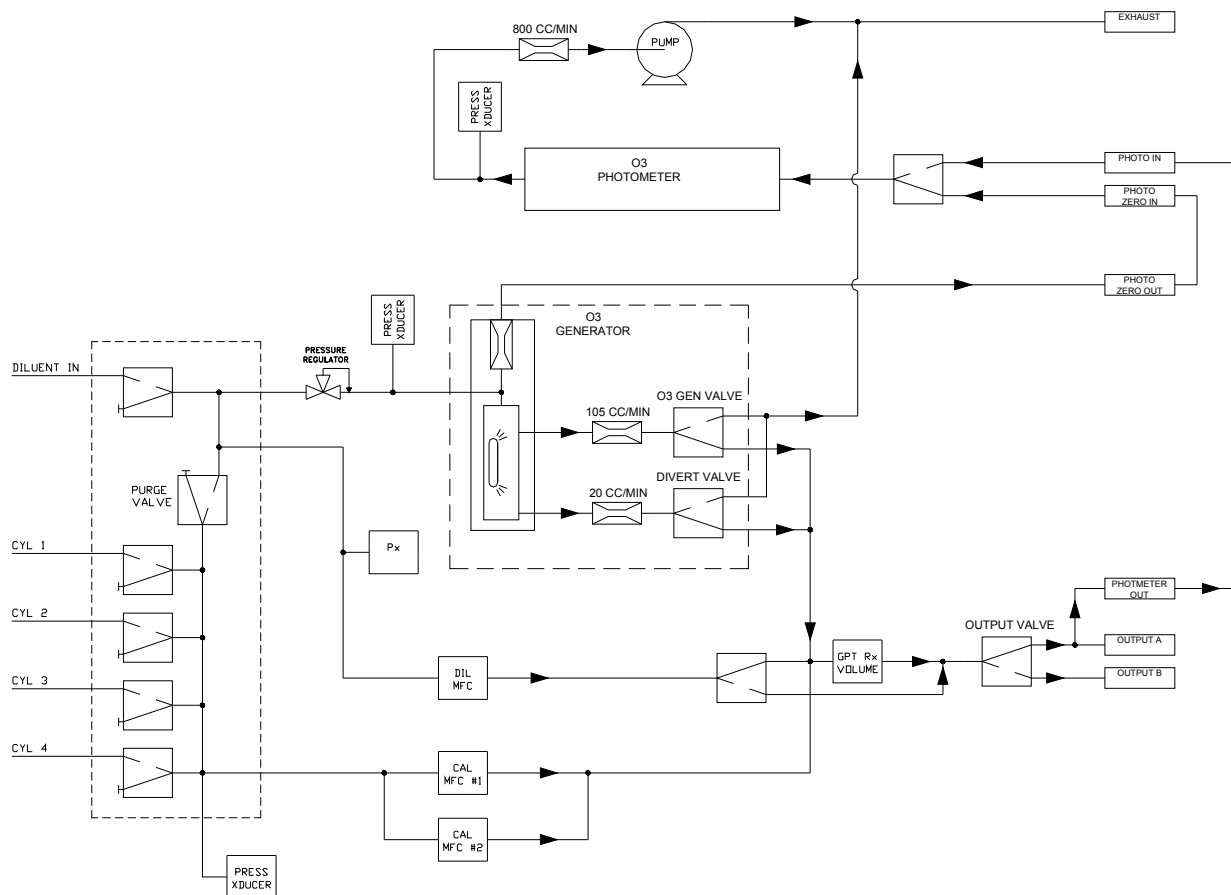 800 CC/MIN
PUMP
EXHAUST
PRESS
XDUCER
O3
PHOTOMETER
PHOTO IN
PHOTO
ZERO IN
PHOTO
ZERO OUT
PRESS
XDUCER
O3
GENERATOR
PRESSURE
REGULATOR
DILUENT IN
O3 GEN VALVE
105 CC/MIN
DIVERT VALVE
20 CC/MIN
PURGE
VALVE
Px
CYL 1
CYL 2
CYL 3
CYL 4
PHOTMETER
OUT
OUTPUT VALVE
OUTPUT A
OUTPUT B
GPT Rx
VOLUME
DIL
MFC
CAL
MFC #1
CAL
MFC #2
PRESS
XDUCER